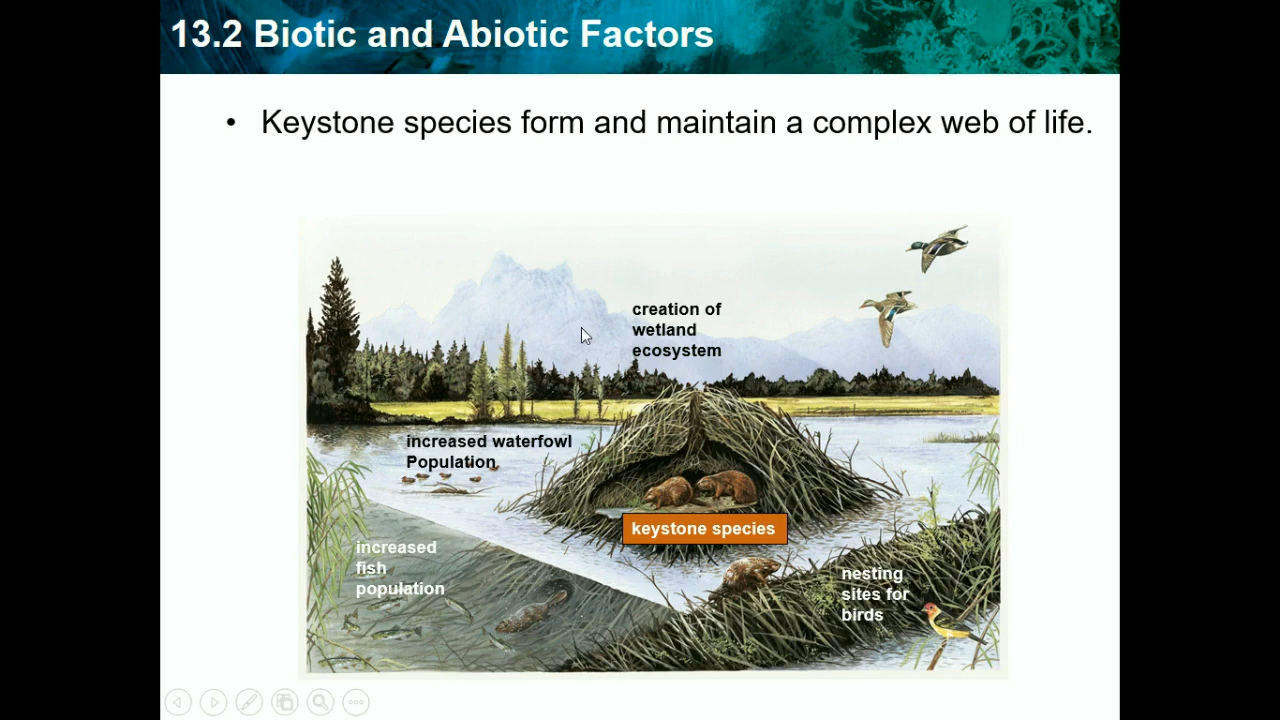 13.2 Biotic and Abiotic Factors
• Keystone species form and maintain a complex web of life.
creation of
wetland
ecosystem
increased waterfowl
Population
keystone species
increased
fish
population
nesting
sites for
birds